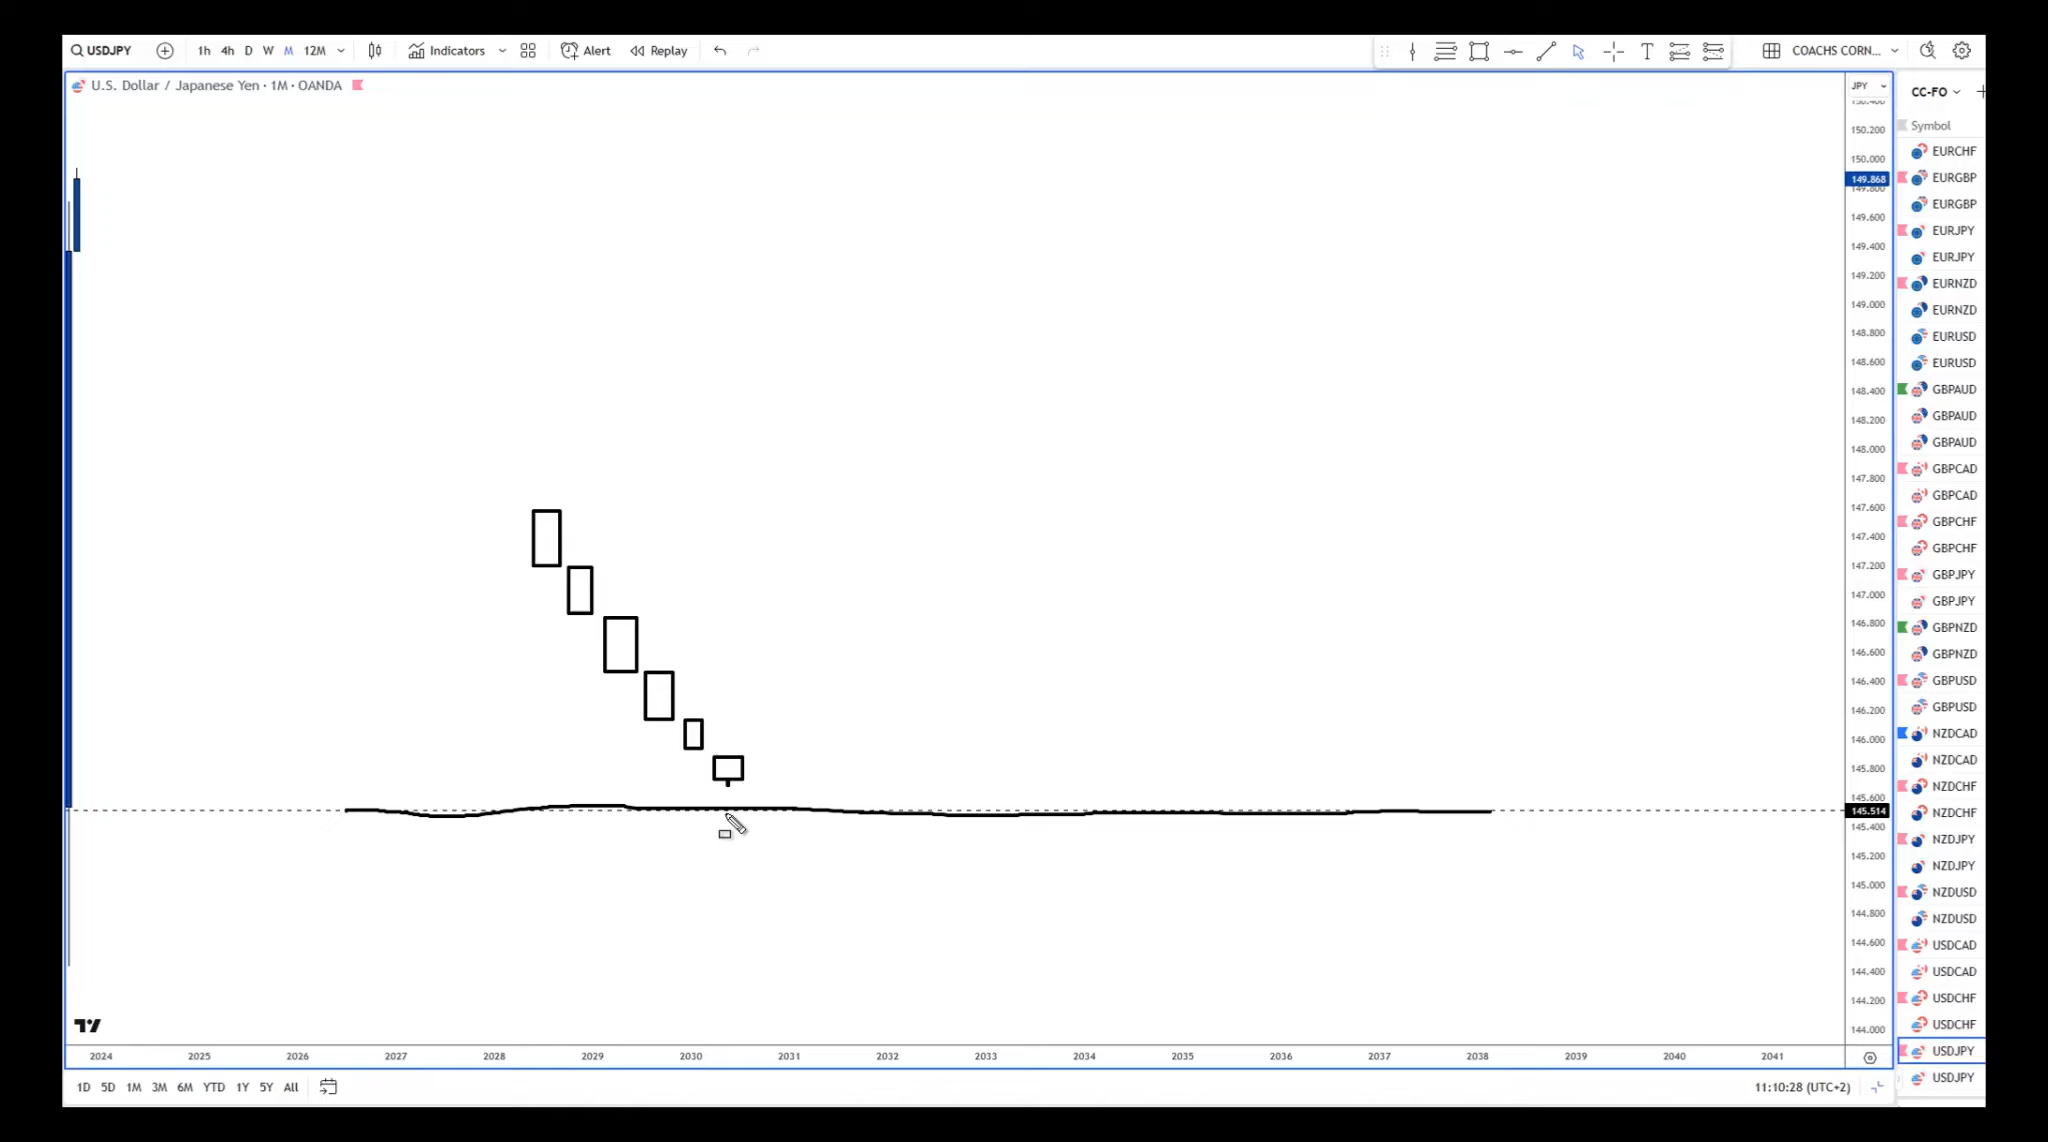 USDJPY 1h 4h D W M 12M Indicators Alert Replay T COACHS CORN...
U.S. Dollar / Japanese Yen · 1M · OANDA
JPY
150.400
150.200
150.000
149.868
149.800
149.600
149.400
149.200
149.000
148.800
148.600
148.400
148.200
148.000
147.800
147.600
147.400
147.200
147.000
146.800
146.600
146.400
146.200
146.000
145.800
145.600
145.514
145.400
145.200
145.000
144.800
144.600
144.400
144.200
144.000
CC-FO
Symbol
EURCHF
EURGBP
EURGBP
EURJPY
EURJPY
EURNZD
EURNZD
EURUSD
EURUSD
GBPAUD
GBPAUD
GBPAUD
GBPCAD
GBPCAD
GBPCHF
GBPCHF
GBPJPY
GBPJPY
GBPNZD
GBPNZD
GBPUSD
GBPUSD
NZDCAD
NZDCAD
NZDCHF
NZDCHF
NZDJPY
NZDJPY
NZDUSD
NZDUSD
USDCAD
USDCAD
USDCHF
USDCHF
USDJPY
USDJPY
2024 2025 2026 2027 2028 2029 2030 2031 2032 2033 2034 2035 2036 2037 2038 2039 2040 2041
1D 5D 1M 3M 6M YTD 1Y 5Y All 11:10:28 (UTC+2)